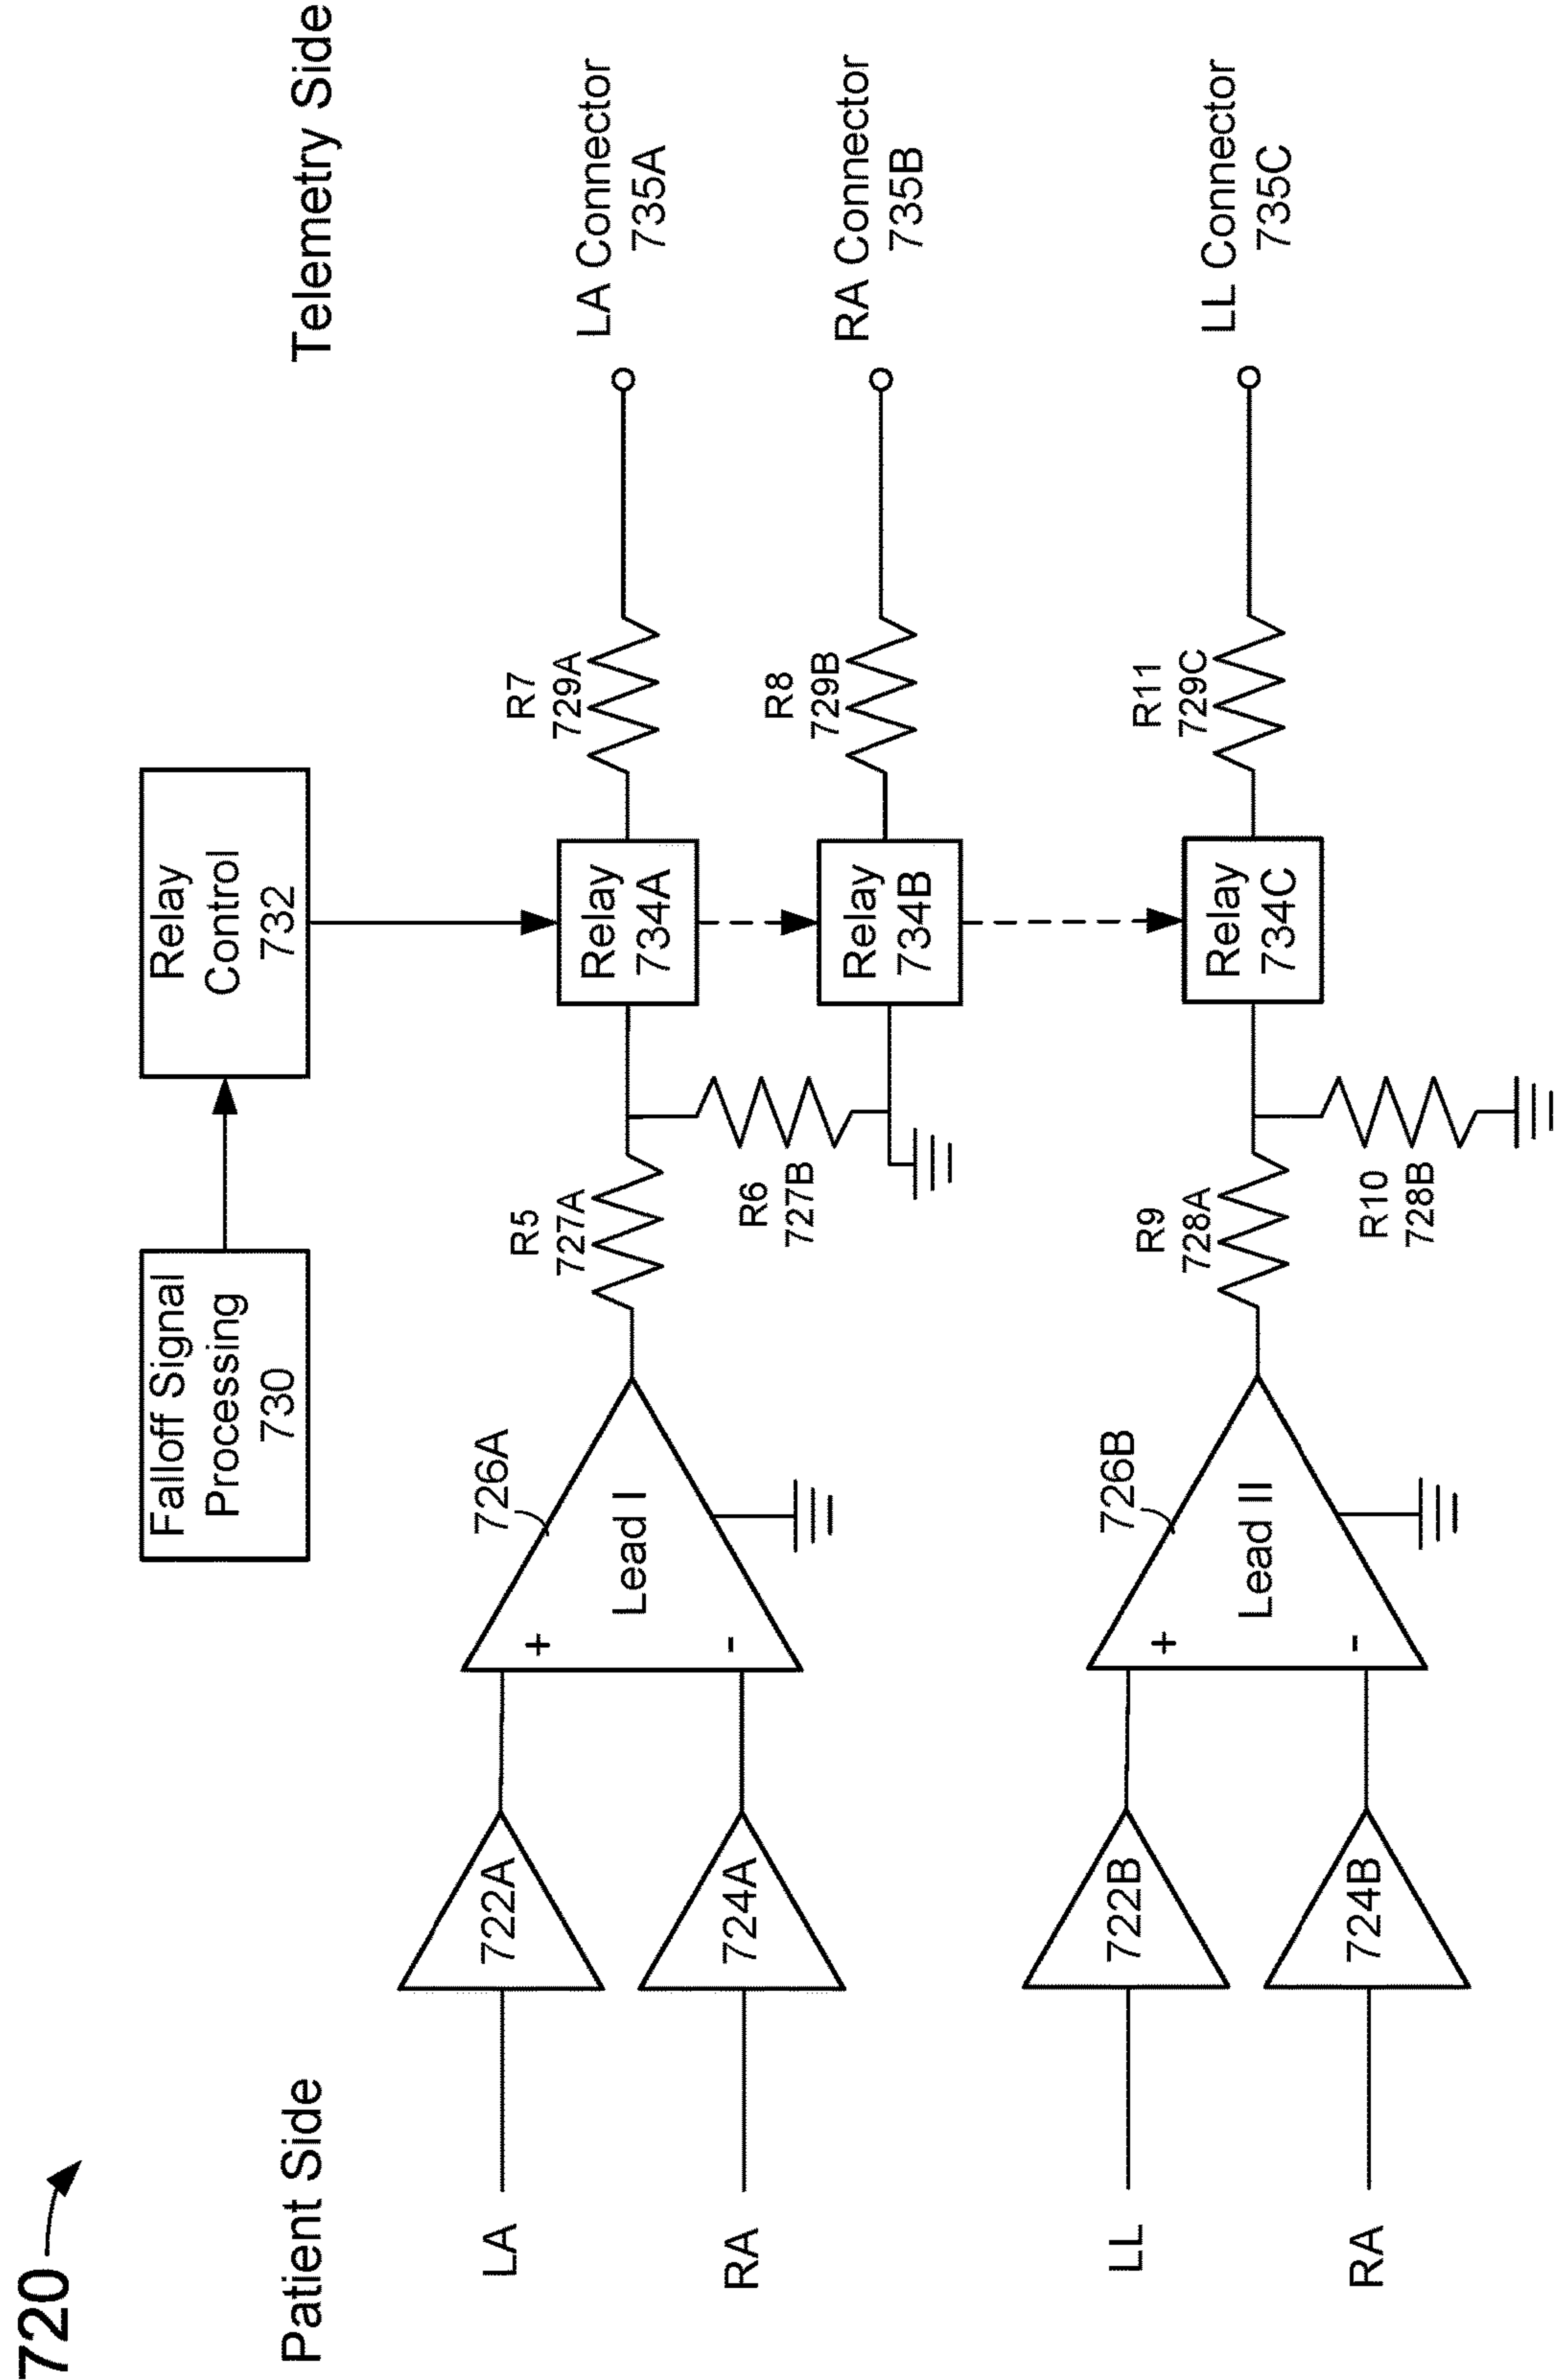 720
Patient Side
Telemetry Side
Falloff Signal
Processing
730
Relay
Control
732
LA
722A
RA
724A
726A
+
Lead I
-
R5
727A
R6
727B
Relay
734A
R7
729A
LA Connector
735A
Relay
734B
R8
729B
RA Connector
735B
LL
722B
RA
724B
726B
+
Lead II
-
R9
728A
R10
728B
Relay
734C
R11
729C
LL Connector
735C